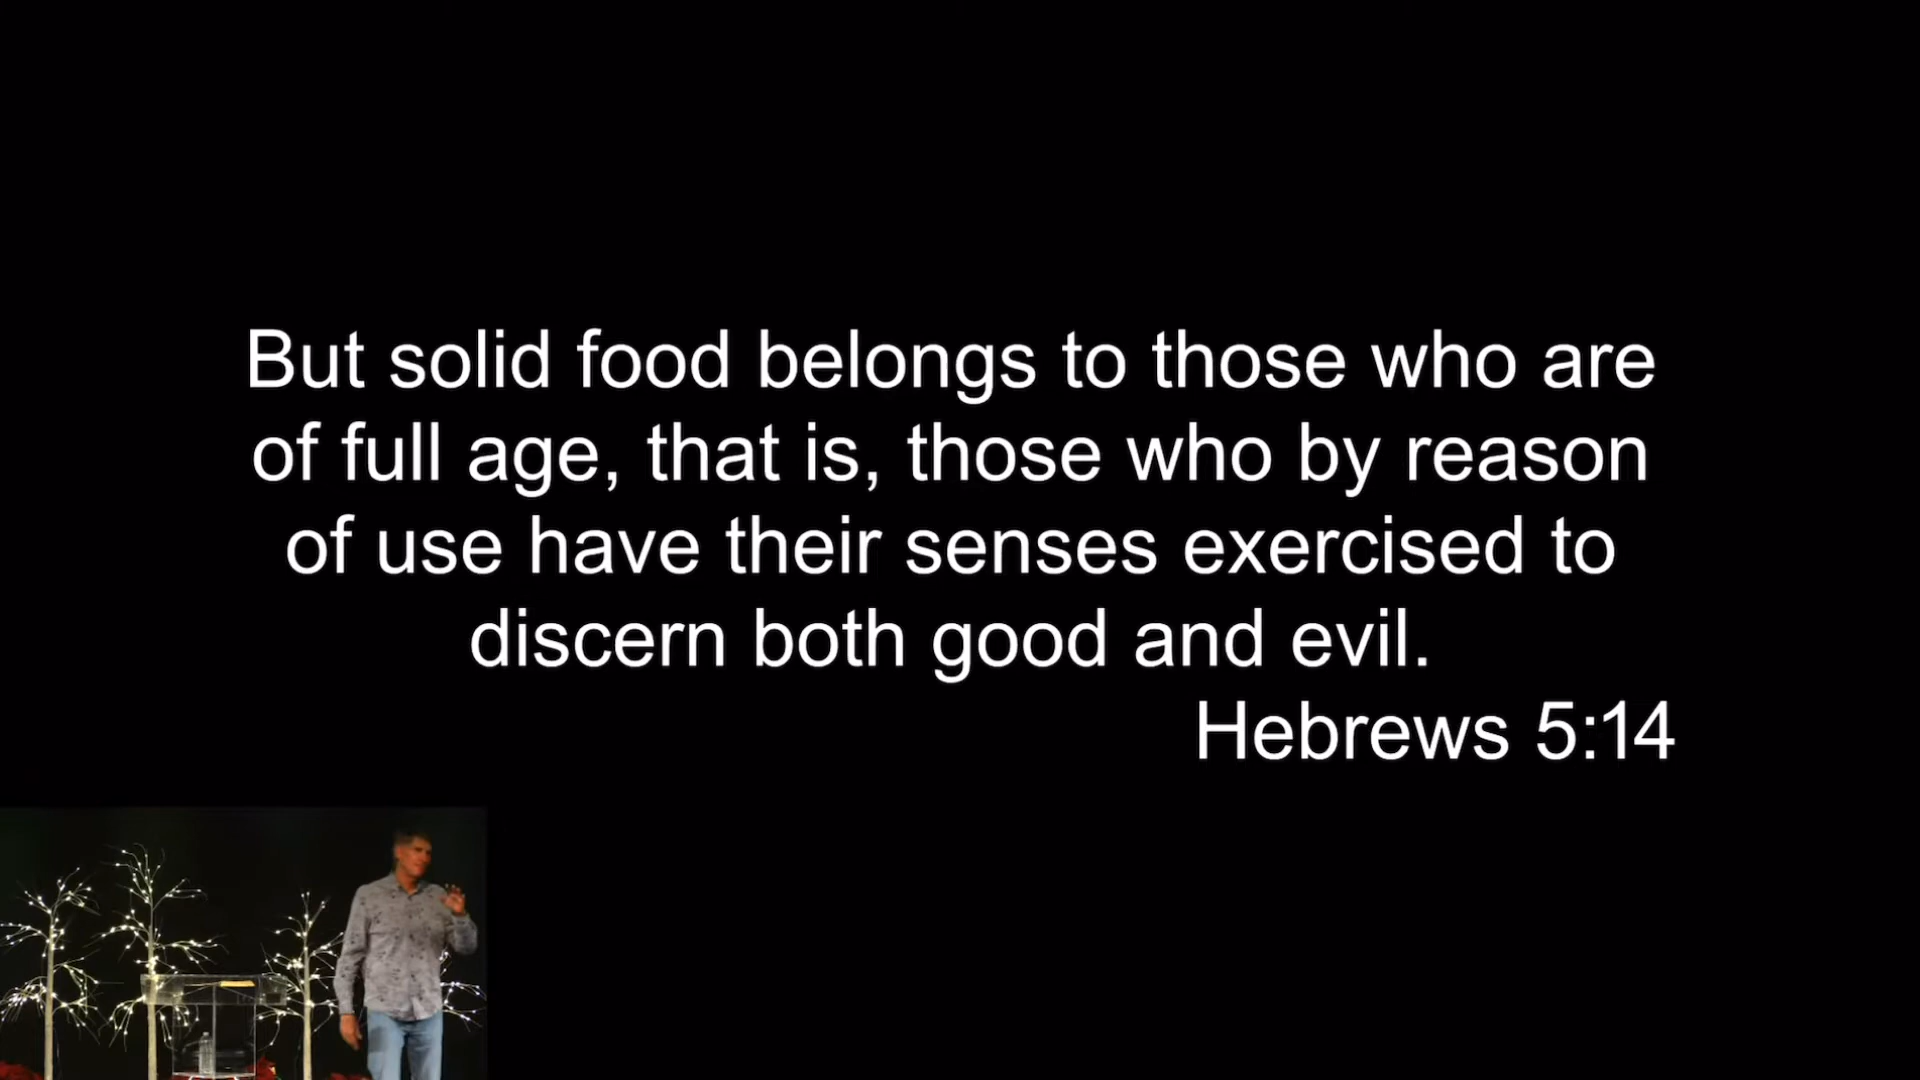 But solid food belongs to those who are
of full age, that is, those who by reason
of use have their senses exercised to
discern both good and evil.
Hebrews 5:14